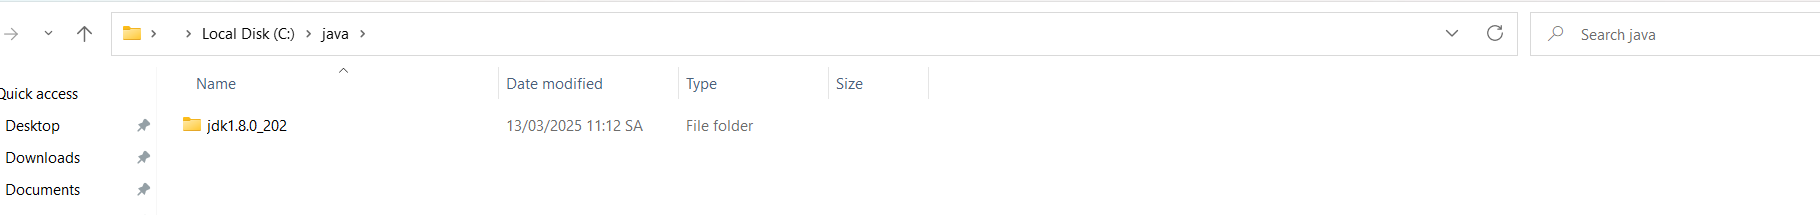 Local Disk (C:) java
Search java
Name Date modified Type Size
Quick access
Desktop
jdk1.8.0_202 13/03/2025 11:12 SA File folder
Downloads
Documents